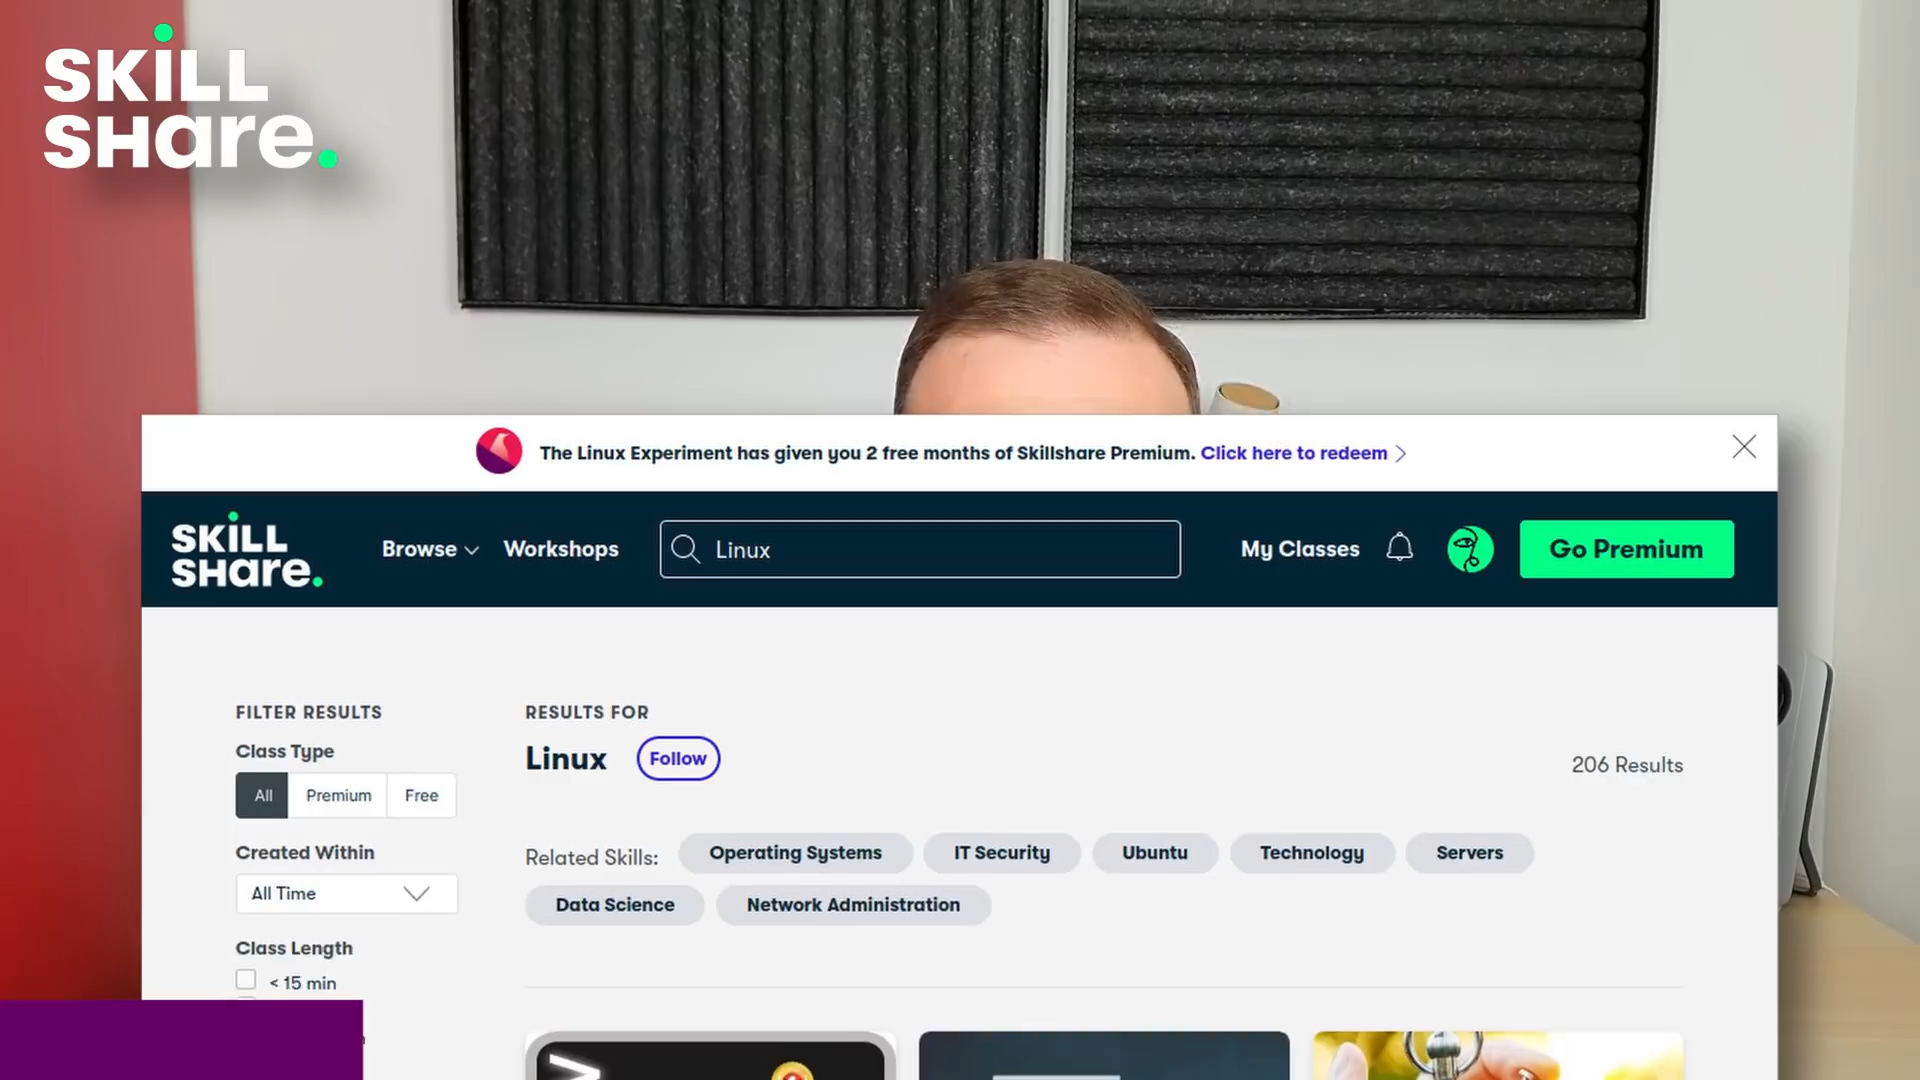 SKILL
SHare.
The Linux Experiment has given you 2 free months of Skillshare Premium. Click here to redeem
SKILL
SHare.
Browse
Workshops
Linux
My Classes
Go Premium
FILTER RESULTS
Class Type
All
Premium
Free
Created Within
All Time
Class Length
< 15 min
RESULTS FOR
Linux
Follow
206 Results
Related Skills:
Operating Systems
IT Security
Ubuntu
Technology
Servers
Data Science
Network Administration